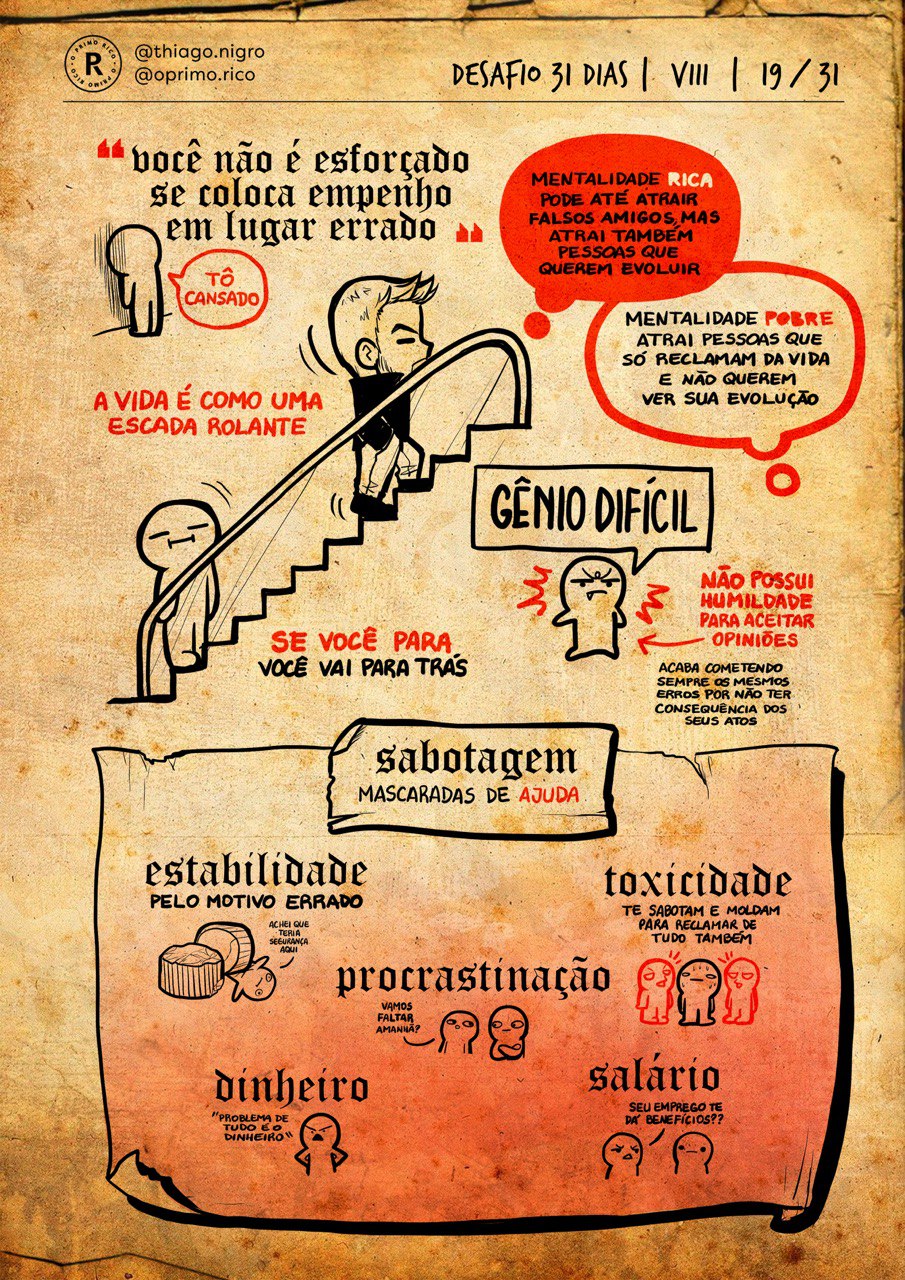 R
O PRIMO RICO • O PRIMO RICO •
@thiago.nigro
@oprimo.rico
DESAFIO 31 DIAS | VIII | 19 / 31
“ você não é esforçado
se coloca empenho
em lugar errado ”
TÔ
CANSADO
MENTALIDADE RICA
PODE ATÉ ATRAIR
FALSOS AMIGOS, MAS
ATRAI TAMBÉM
PESSOAS QUE
QUEREM EVOLUIR
MENTALIDADE POBRE
ATRAI PESSOAS QUE
SÓ RECLAMAM DA VIDA
E NÃO QUEREM
VER SUA EVOLUÇÃO
A VIDA É COMO UMA
ESCADA ROLANTE
SE VOCÊ PARA
VOCÊ VAI PARA TRÁS
GÊNIO DIFÍCIL
NÃO POSSUI
HUMILDADE
PARA ACEITAR
OPINIÕES
ACABA COMETENDO
SEMPRE OS MESMOS
ERROS POR NÃO TER
CONSEQUÊNCIA DOS
SEUS ATOS
sabotagem
MASCARADAS DE AJUDA
estabilidade
PELO MOTIVO ERRADO
ACHEI QUE
TERIA
SEGURANÇA
AQUI
toxicidade
TE SABOTAM E MOLDAM
PARA RECLAMAR DE
TUDO TAMBÉM
procrastinação
VAMOS
FALTAR
AMANHÃ?
dinheiro
"PROBLEMA DE
TUDO É O
DINHEIRO"
salário
SEU EMPREGO TE
DÁ BENEFÍCIOS??